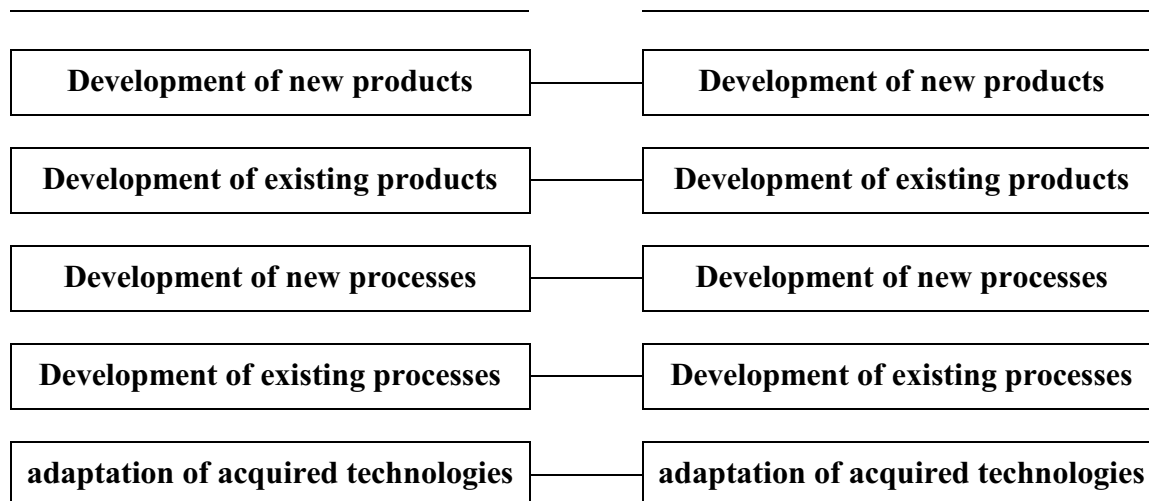 Development of new products
Development of new products
Development of existing products
Development of existing products
Development of new processes
Development of new processes
Development of existing processes
Development of existing processes
adaptation of acquired technologies
adaptation of acquired technologies